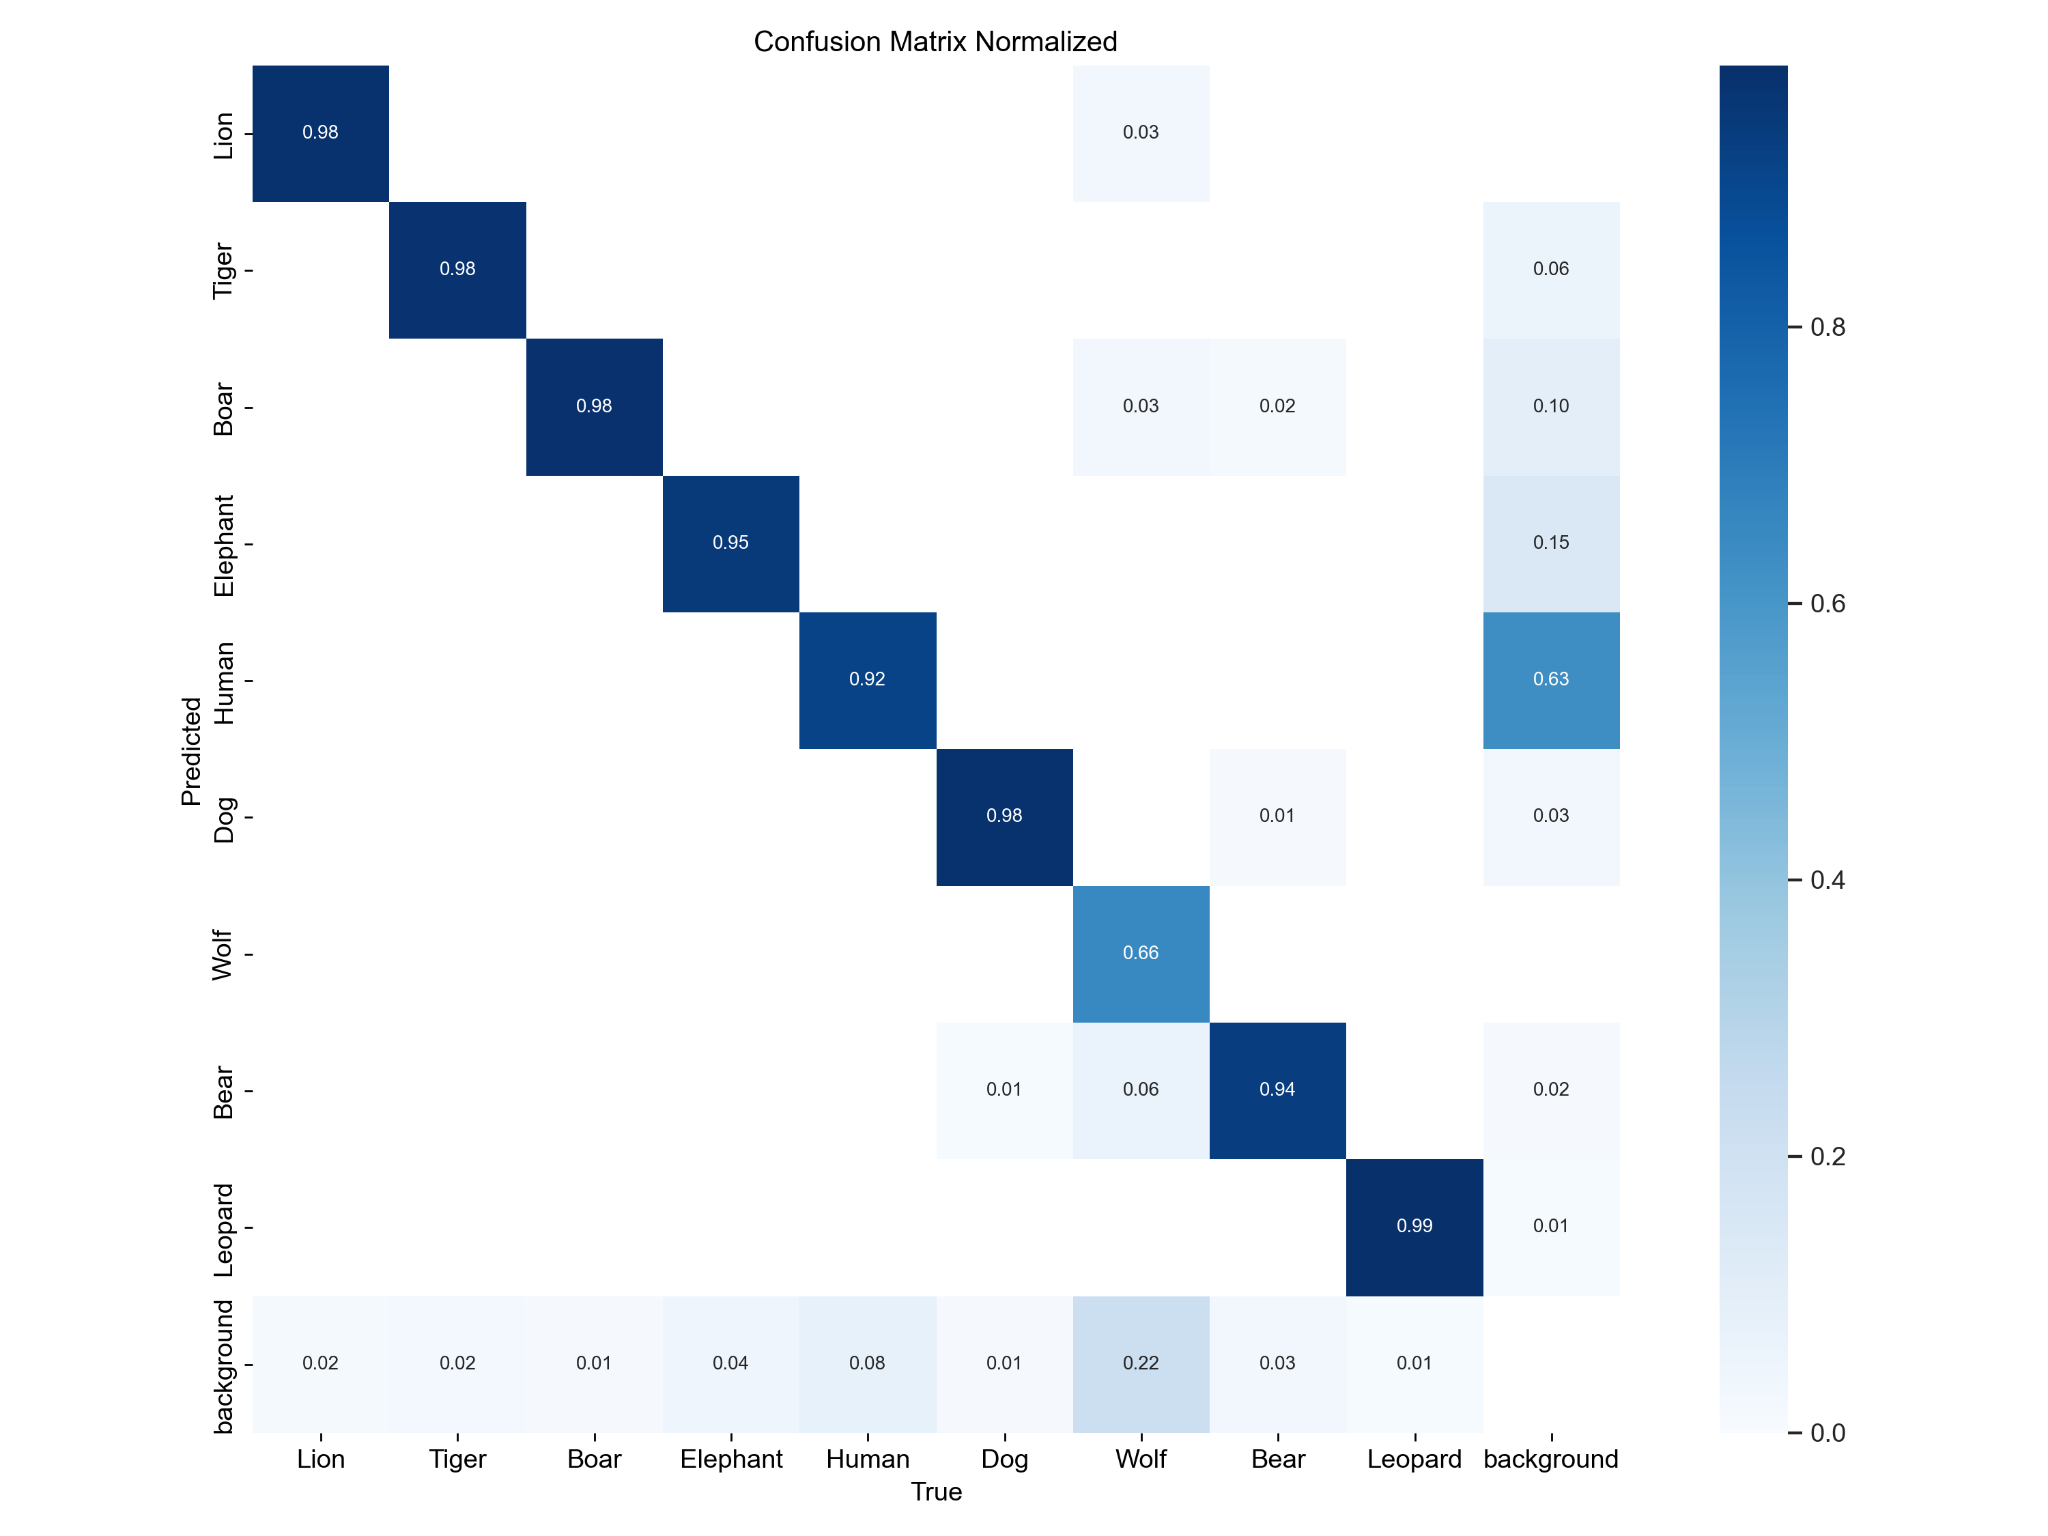 Confusion Matrix Normalized
Lion 0.98 0.03
Tiger 0.98 0.06
Boar 0.98 0.03 0.02 0.10
Elephant 0.95 0.15
Human 0.92 0.63
Dog 0.98 0.01 0.03
Wolf 0.66
Bear 0.01 0.06 0.94 0.02
Leopard 0.99 0.01
background 0.02 0.02 0.01 0.04 0.08 0.01 0.22 0.03 0.01
Lion Tiger Boar Elephant Human Dog Wolf Bear Leopard background
True
Predicted
0.8
0.6
0.4
0.2
0.0